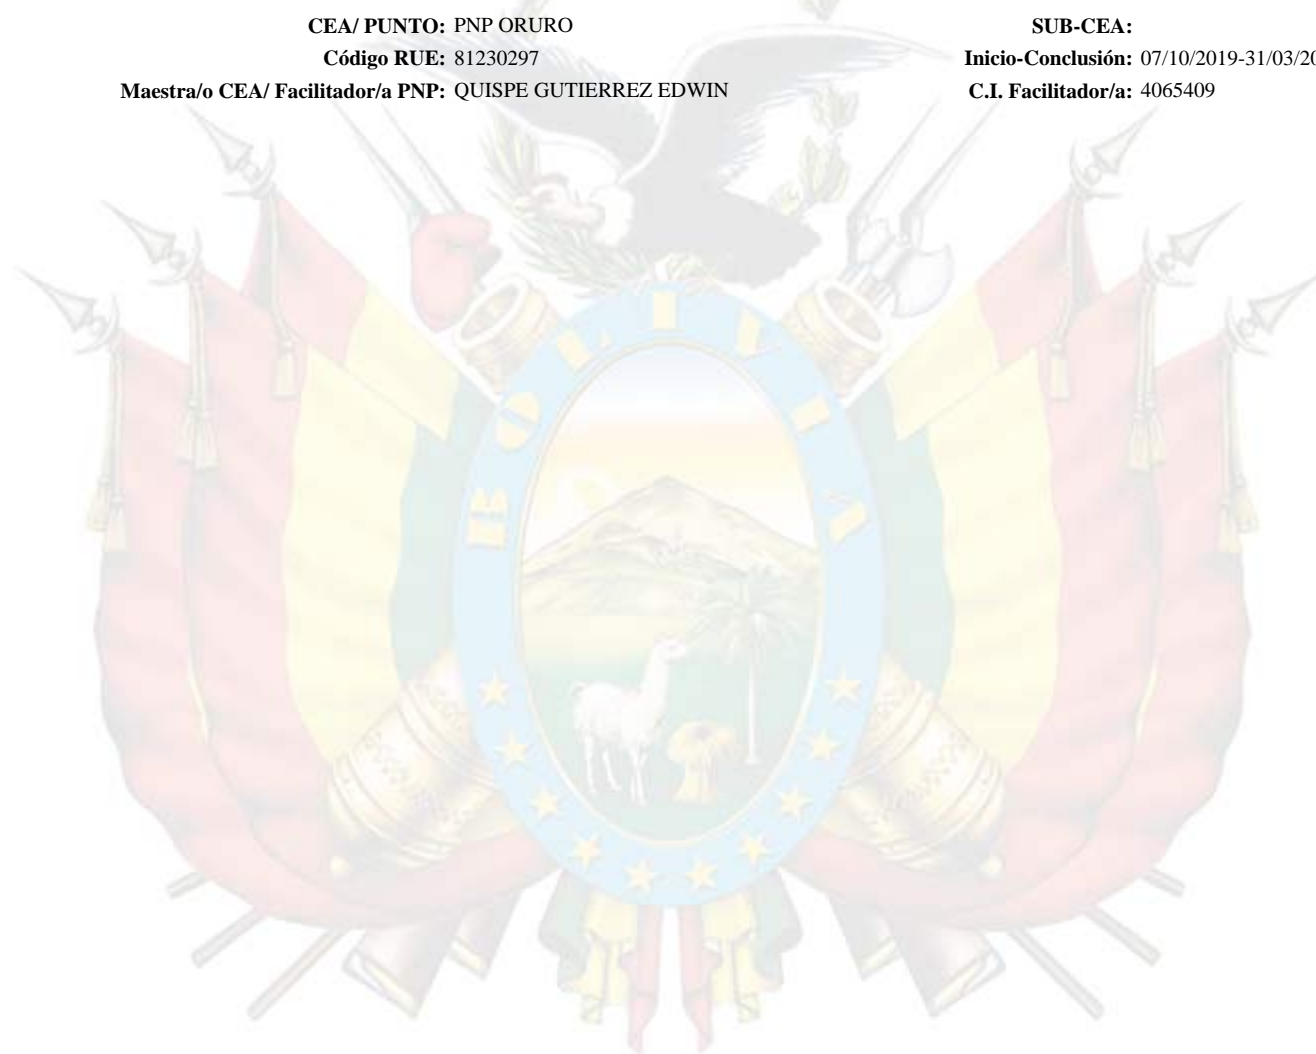 CEA/ PUNTO: PNP ORURO SUB-CEA:
Código RUE: 81230297 Inicio-Conclusión: 07/10/2019-31/03/20
Maestra/o CEA/ Facilitador/a PNP: QUISPE GUTIERREZ EDWIN C.I. Facilitador/a: 4065409
BOLIVIA